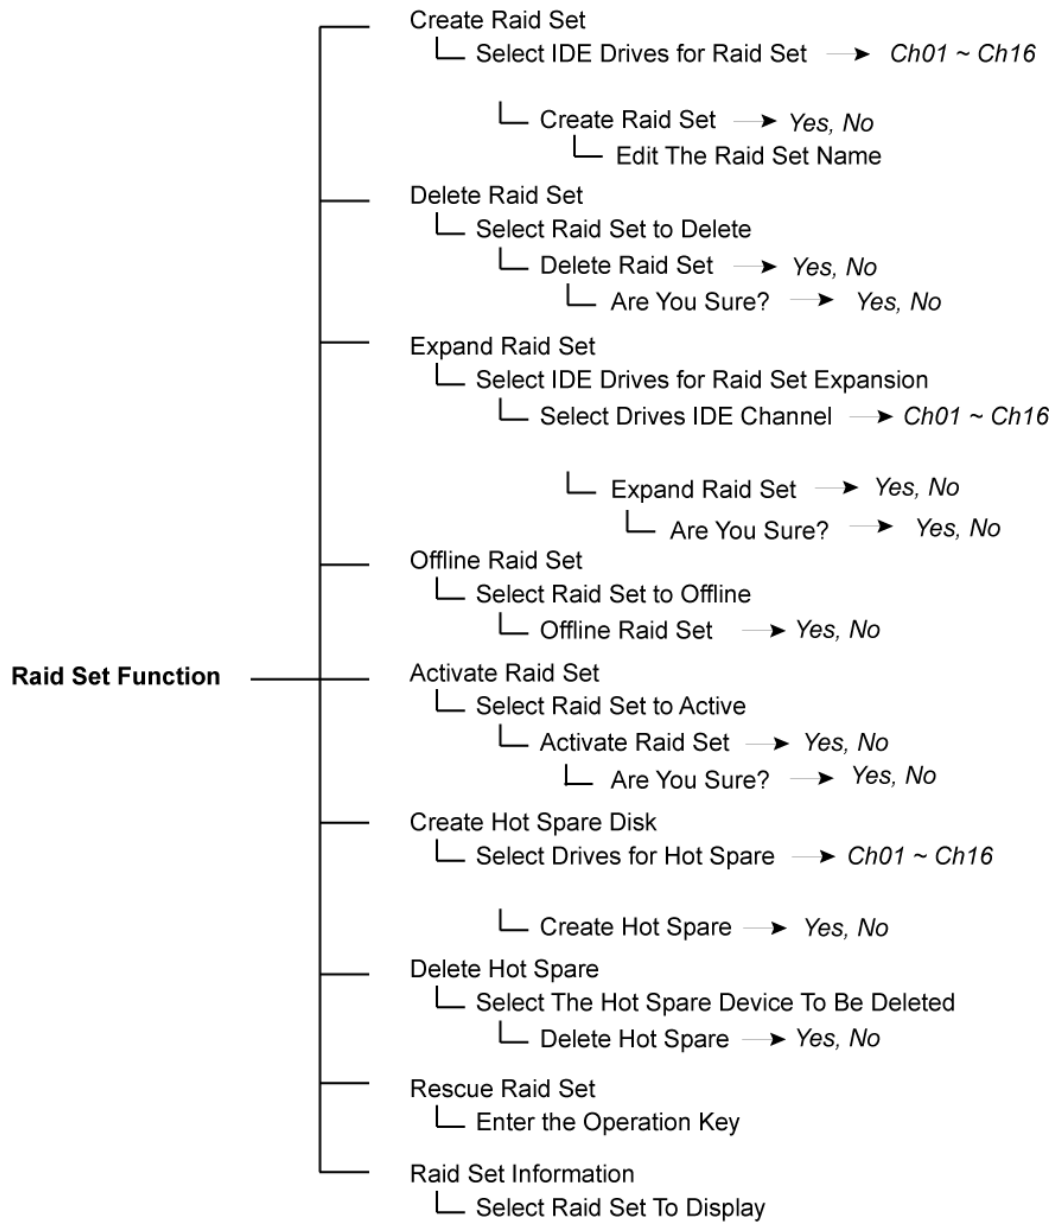 Create Raid Set
Select IDE Drives for Raid Set Ch01 ~ Ch16
Create Raid Set Yes, No
Edit The Raid Set Name
Delete Raid Set
Select Raid Set to Delete
Delete Raid Set Yes, No
Are You Sure? Yes, No
Expand Raid Set
Select IDE Drives for Raid Set Expansion
Select Drives IDE Channel Ch01 ~ Ch16
Expand Raid Set Yes, No
Are You Sure? Yes, No
Offline Raid Set
Select Raid Set to Offline
Offline Raid Set Yes, No
Raid Set Function Activate Raid Set
Select Raid Set to Active
Activate Raid Set Yes, No
Are You Sure? Yes, No
Create Hot Spare Disk
Select Drives for Hot Spare Ch01 ~ Ch16
Create Hot Spare Yes, No
Delete Hot Spare
Select The Hot Spare Device To Be Deleted
Delete Hot Spare Yes, No
Rescue Raid Set
Enter the Operation Key
Raid Set Information
Select Raid Set To Display